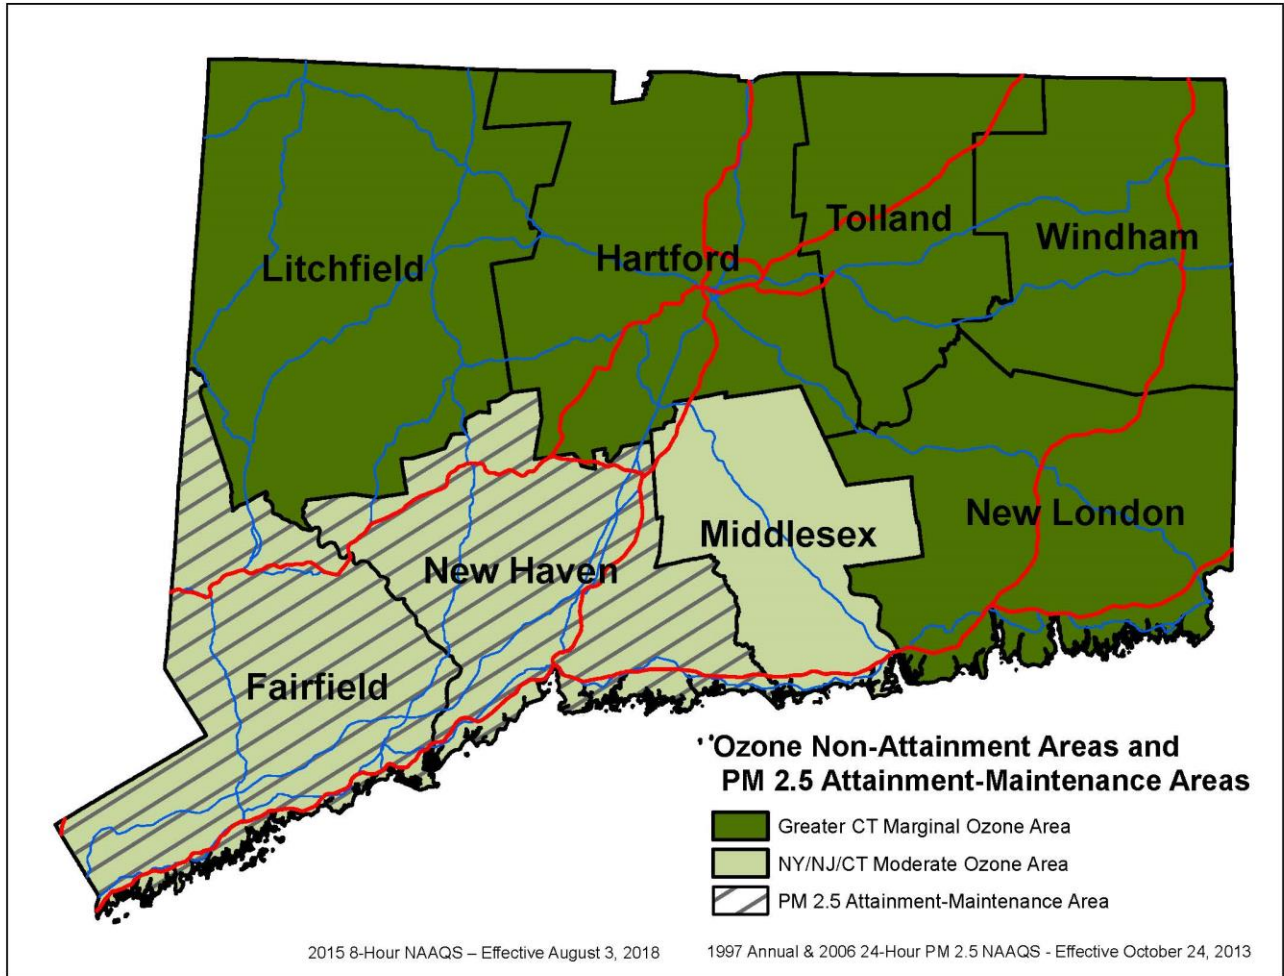 Tolland
Windham
Hartford
Litchfield
New London
Middlesex
New Haven
Fairfield
Ozone Non-Attainment Areas and
PM 2.5 Attainment-Maintenance Areas
Greater CT Marginal Ozone Area
NY/NJ/CT Moderate Ozone Area
PM 2.5 Attainment-Maintenance Area
2015 8-Hour NAAQS – Effective August 3, 2018
1997 Annual & 2006 24-Hour PM 2.5 NAAQS - Effective October 24, 2013